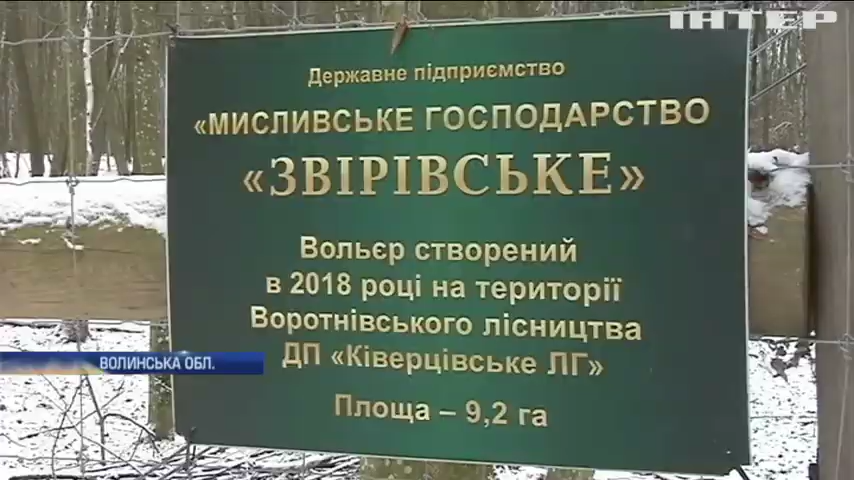 ІНТЕР
Державне підприємство
«МИСЛИВСЬКЕ ГОСПОДАРСТВО
«ЗВІРІВСЬКЕ»
Вольєр створений
в 2018 році на території
Воротнівського лісництва
ДП «Ківерцівське ЛГ»
Площа – 9,2 га
ВОЛИНСЬКА ОБЛ.